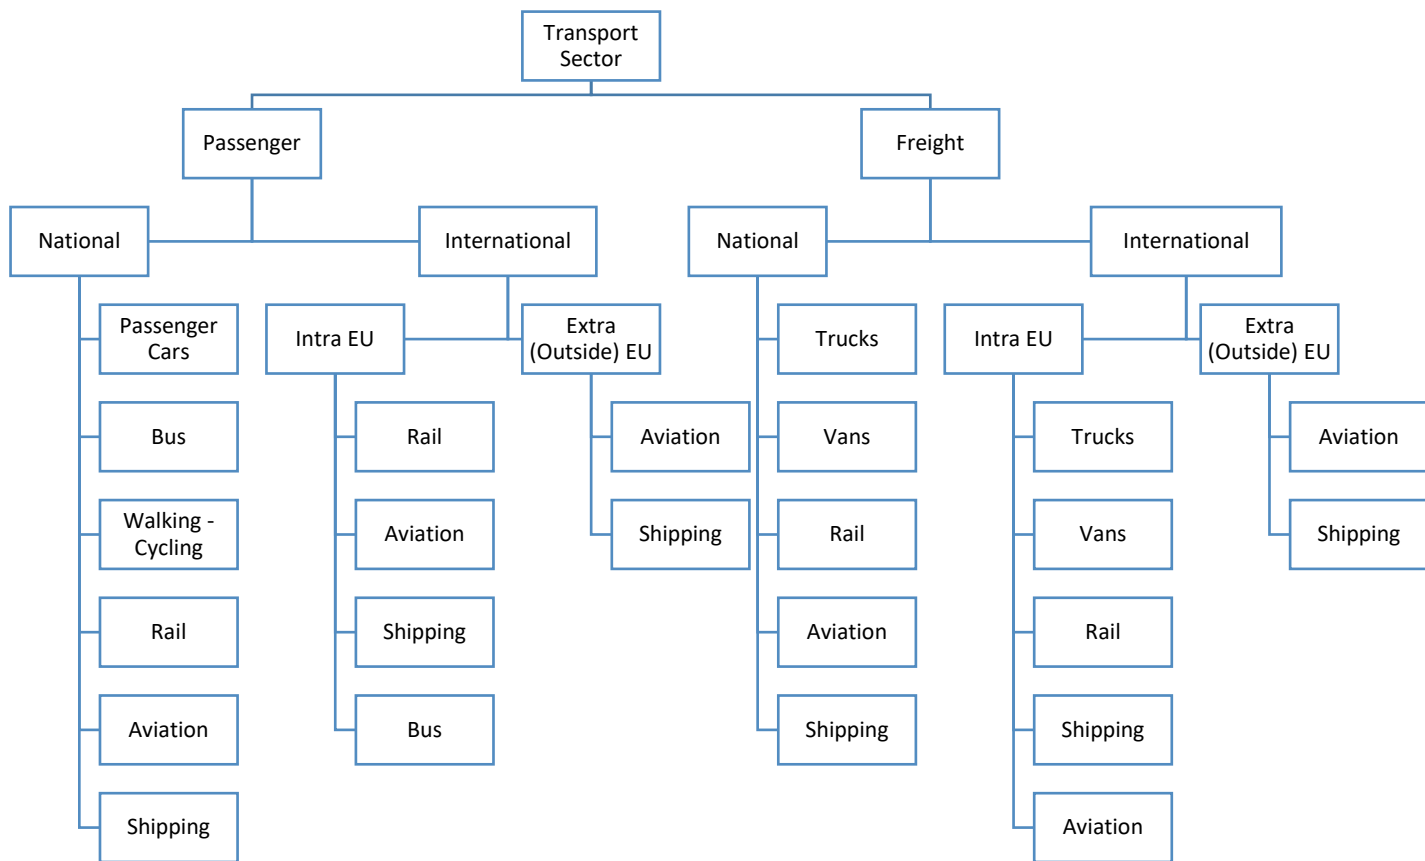 Transport
Sector
Passenger
Freight
National
International
National
International
Passenger
Cars
Intra EU
Extra
(Outside) EU
Trucks
Intra EU
Extra
(Outside) EU
Bus
Rail
Aviation
Vans
Trucks
Aviation
Walking -
Cycling
Aviation
Shipping
Rail
Vans
Shipping
Rail
Shipping
Aviation
Rail
Aviation
Bus
Shipping
Shipping
Shipping
Aviation